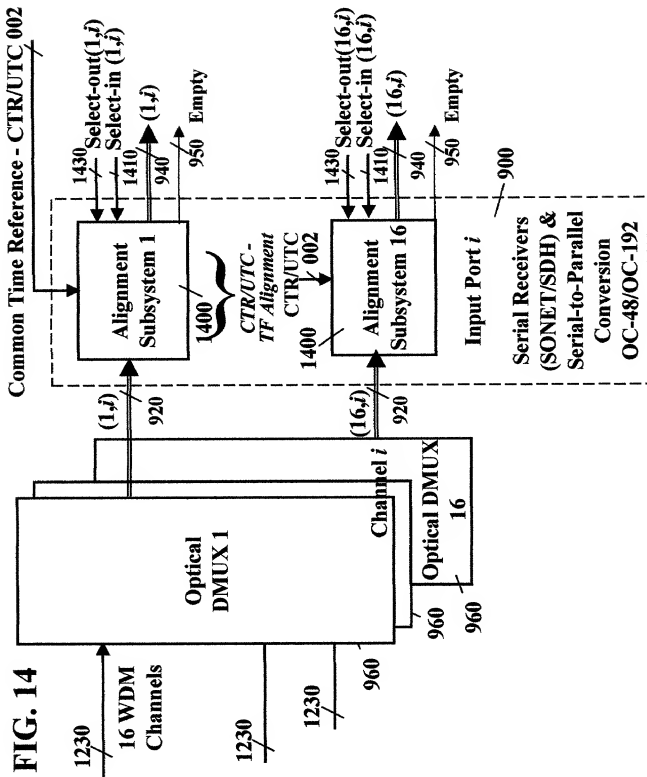 FIG. 14
1230
16 WDM
Channels
1230
1230
Optical
DMUX 1
960
960
960
Channel i
Optical DMUX
16
(1,i)
920
(16,i)
920
Common Time Reference - CTR/UTC 002
Alignment
Subsystem 1
1400
CTR/UTC -
TF Alignment
CTR/UTC
002
1400
Alignment
Subsystem 16
1430
Select-out(1,i)
Select-in (1,i)
1410
(1,i)
940
Empty
950
1430
Select-out(16,i)
Select-in (16,i)
1410
(16,i)
940
Empty
950
900
Input Port i
Serial Receivers
(SONET/SDH) &
Serial-to-Parallel
Conversion
OC-48/OC-192